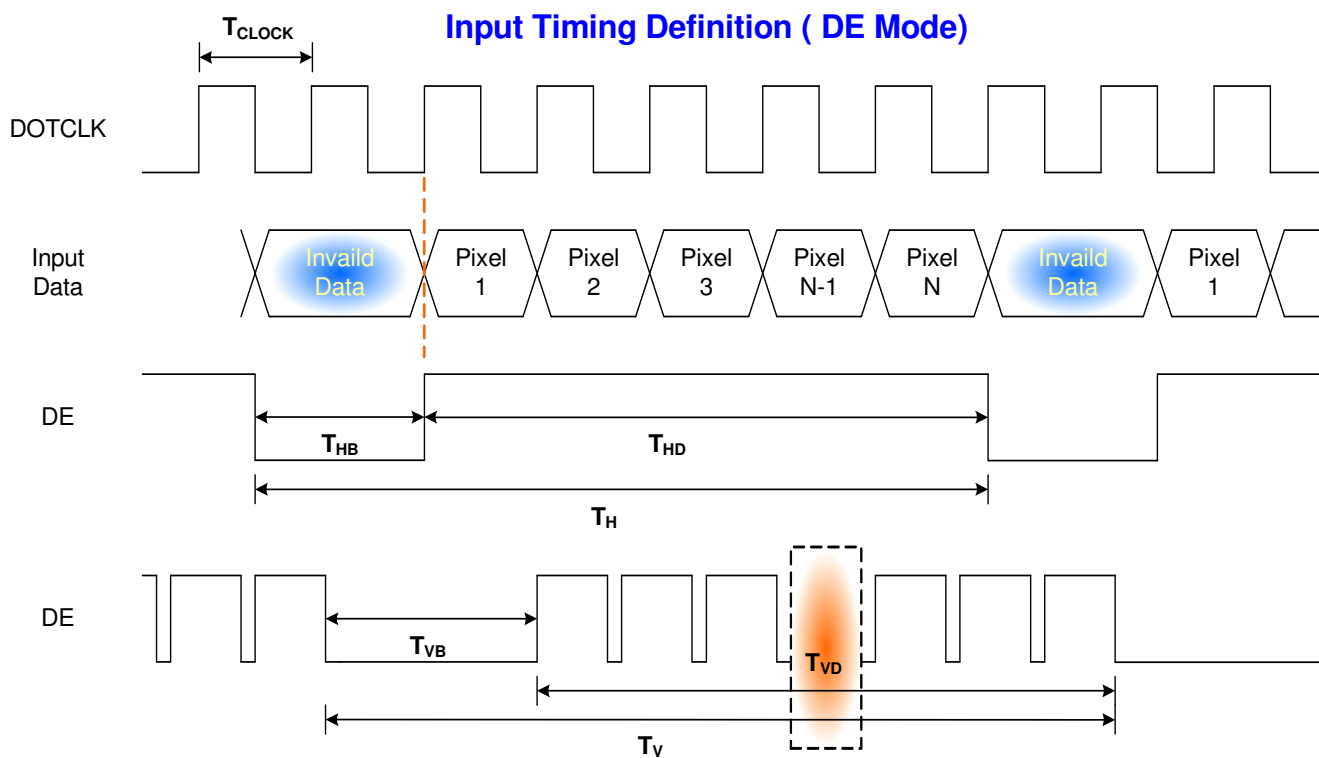 Input Timing Definition ( DE Mode)
TCLOCK
DOTCLK
Input
Data
Invaild
Data
Pixel
1
Pixel
2
Pixel
3
Pixel
N-1
Pixel
N
Invaild
Data
Pixel
1
DE
THB
THD
TH
DE
TVB
TVD
TV